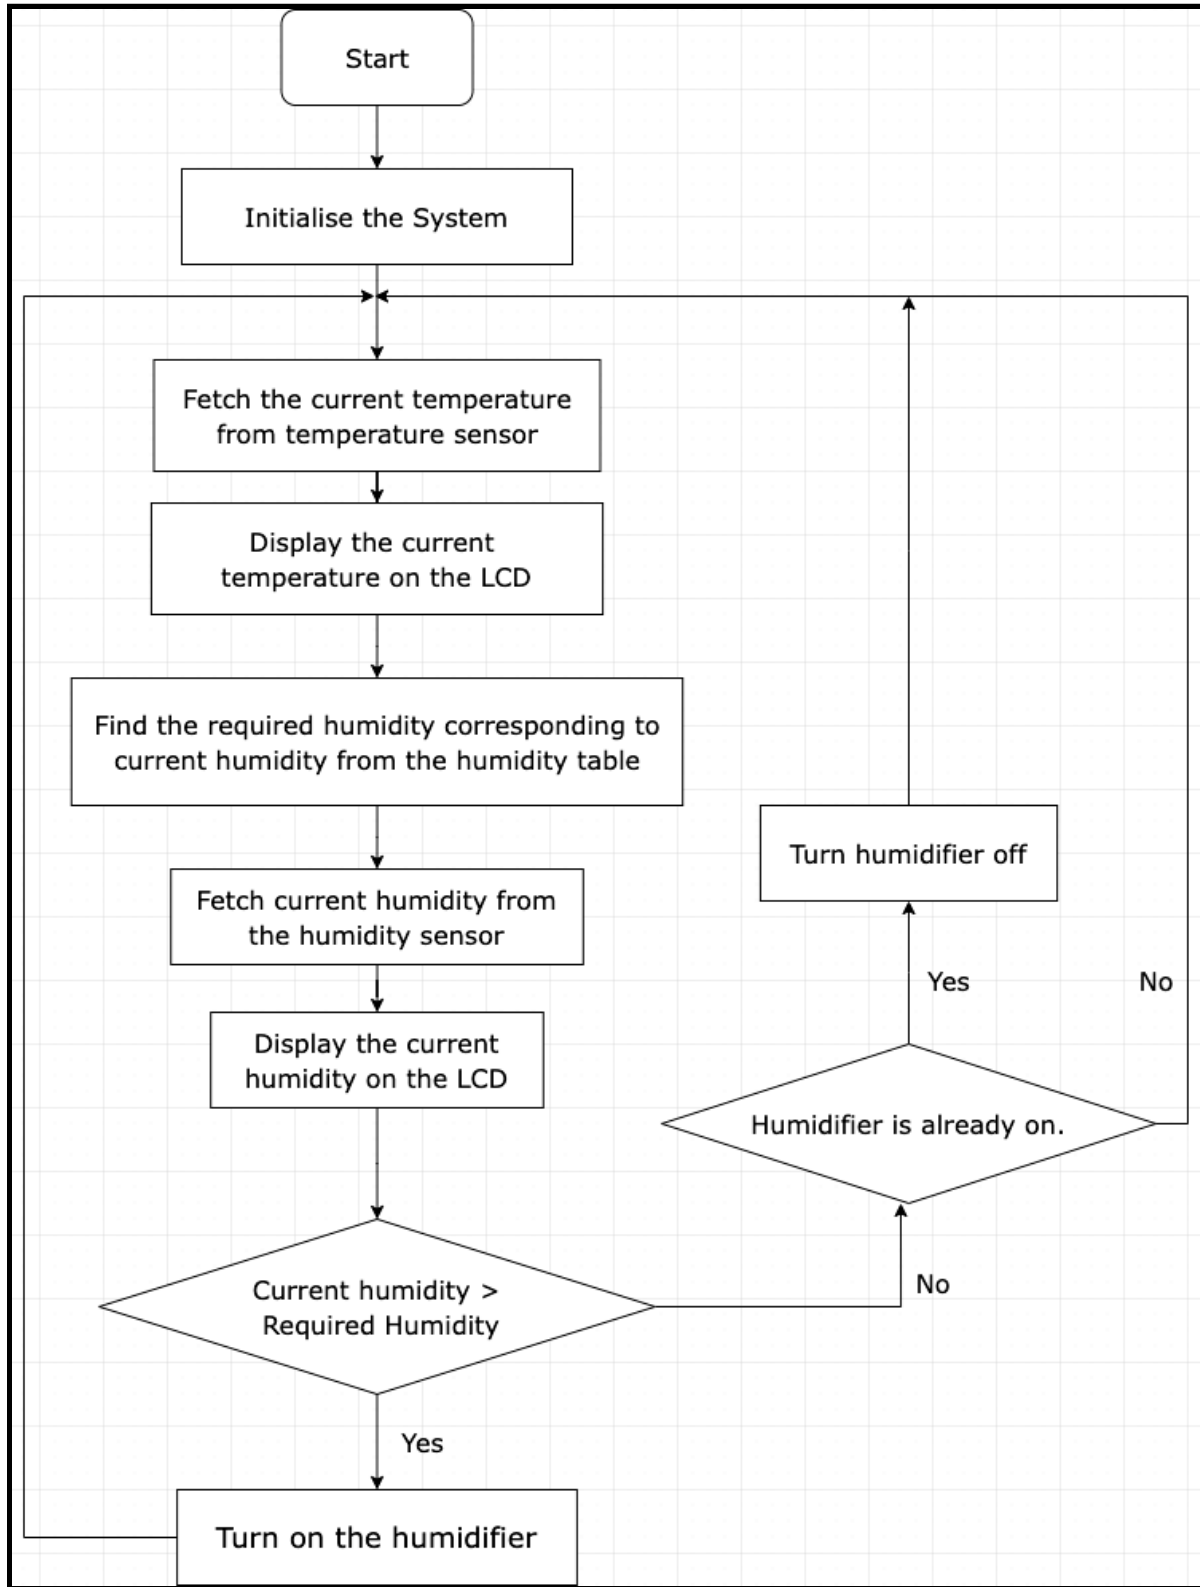 Start
Initialise the System
Fetch the current temperature
from temperature sensor
Display the current
temperature on the LCD
Find the required humidity corresponding to
current humidity from the humidity table
Turn humidifier off
Fetch current humidity from
the humidity sensor
Yes
No
Display the current
humidity on the LCD
Humidifier is already on.
Current humidity >
Required Humidity
No
Yes
Turn on the humidifier